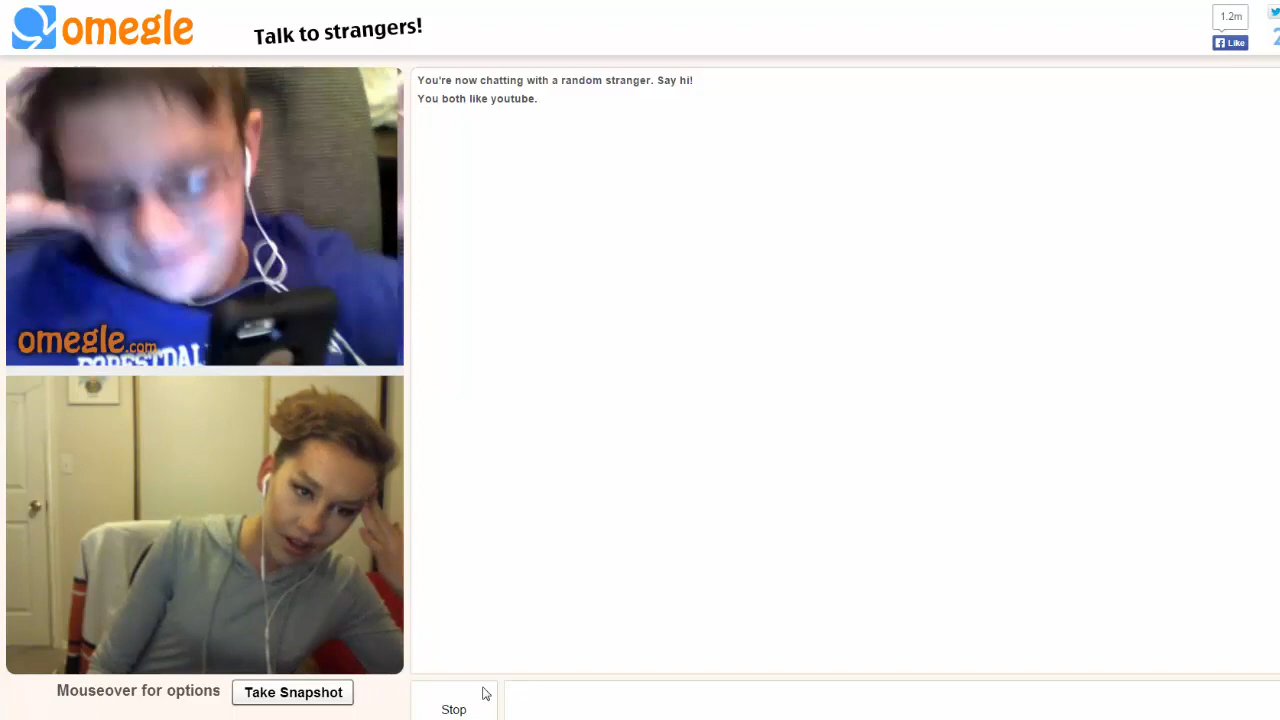 omegle
Talk to strangers!
1.2m
Like
You're now chatting with a random stranger. Say hi!
You both like youtube.
omegle.com
FORESTDAL
Mouseover for options
Take Snapshot
Stop